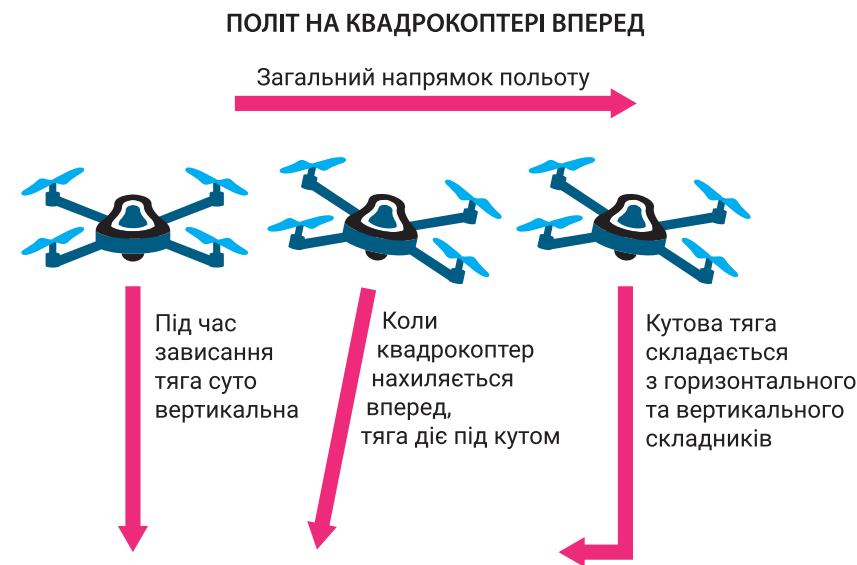 ПОЛІТ НА КВАДРОКОПТЕРІ ВПЕРЕД
Загальний напрямок польоту
Під час
зависання
тяга суто
вертикальна
Коли
квадрокоптер
нахиляється
вперед,
тяга діє під кутом
Кутова тяга
складається
з горизонтального
та вертикального
складників